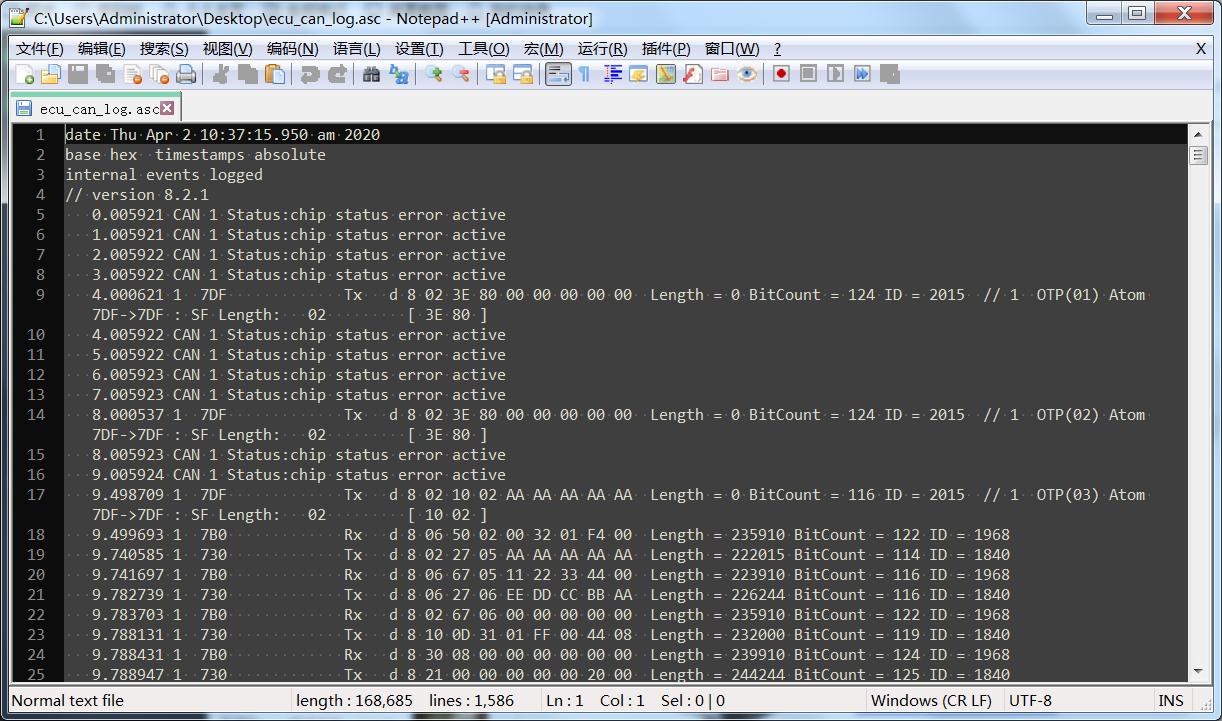 C:\Users\Administrator\Desktop\ecu_can_log.asc - Notepad++ [Administrator]
文件(F) 编辑(E) 搜索(S) 视图(V) 编码(N) 语言(L) 设置(T) 工具(O) 宏(M) 运行(R) 插件(P) 窗口(W) ? X
ecu_can_log.asc
1 date Thu Apr 2 10:37:15.950 am 2020
2 base hex  timestamps absolute
3 internal events logged
4 // version 8.2.1
5 0.005921 CAN 1 Status:chip status error active
6 1.005921 CAN 1 Status:chip status error active
7 2.005922 CAN 1 Status:chip status error active
8 3.005922 CAN 1 Status:chip status error active
9 4.000621 1  7DF             Tx   d 8 02 3E 80 00 00 00 00 00  Length = 0 BitCount = 124 ID = 2015  // 1  OTP(01) Atom
7DF->7DF : SF Length:   02         [ 3E 80 ]
10 4.005922 CAN 1 Status:chip status error active
11 5.005922 CAN 1 Status:chip status error active
12 6.005923 CAN 1 Status:chip status error active
13 7.005923 CAN 1 Status:chip status error active
14 8.000537 1  7DF             Tx   d 8 02 3E 80 00 00 00 00 00  Length = 0 BitCount = 124 ID = 2015  // 1  OTP(02) Atom
7DF->7DF : SF Length:   02         [ 3E 80 ]
15 8.005923 CAN 1 Status:chip status error active
16 9.005924 CAN 1 Status:chip status error active
17 9.498709 1  7DF             Tx   d 8 02 10 02 AA AA AA AA AA  Length = 0 BitCount = 116 ID = 2015  // 1  OTP(03) Atom
7DF->7DF : SF Length:   02         [ 10 02 ]
18 9.499693 1  7B0             Rx   d 8 06 50 02 00 32 01 F4 00  Length = 235910 BitCount = 122 ID = 1968
19 9.740585 1  730             Tx   d 8 02 27 05 AA AA AA AA AA  Length = 222015 BitCount = 114 ID = 1840
20 9.741697 1  7B0             Rx   d 8 06 67 05 11 22 33 44 00  Length = 223910 BitCount = 116 ID = 1968
21 9.782739 1  730             Tx   d 8 06 27 06 EE DD CC BB AA  Length = 226244 BitCount = 116 ID = 1840
22 9.783703 1  7B0             Rx   d 8 02 67 06 00 00 00 00 00  Length = 235910 BitCount = 122 ID = 1968
23 9.788131 1  730             Tx   d 8 10 0D 31 01 FF 00 44 08  Length = 232000 BitCount = 119 ID = 1840
24 9.788431 1  7B0             Rx   d 8 30 08 00 00 00 00 00 00  Length = 239910 BitCount = 124 ID = 1968
25 9.788947 1  730             Tx   d 8 21 00 00 00 00 00 20 00  Length = 244244 BitCount = 125 ID = 1840
Normal text file length : 168,685 lines : 1,586 Ln : 1 Col : 1 Sel : 0 | 0 Windows (CR LF) UTF-8 INS